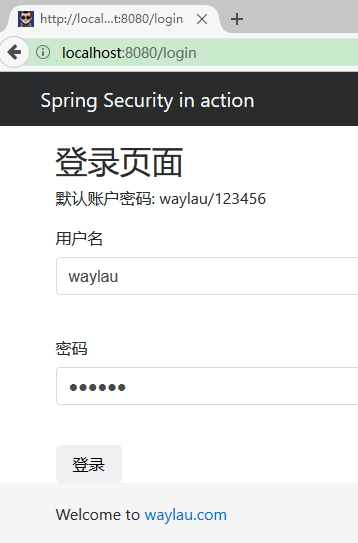 http://local...t:8080/login
localhost:8080/login
Spring Security in action
登录页面
默认账户密码: waylau/123456
用户名
waylau
密码
●●●●●●
登录
Welcome to waylau.com